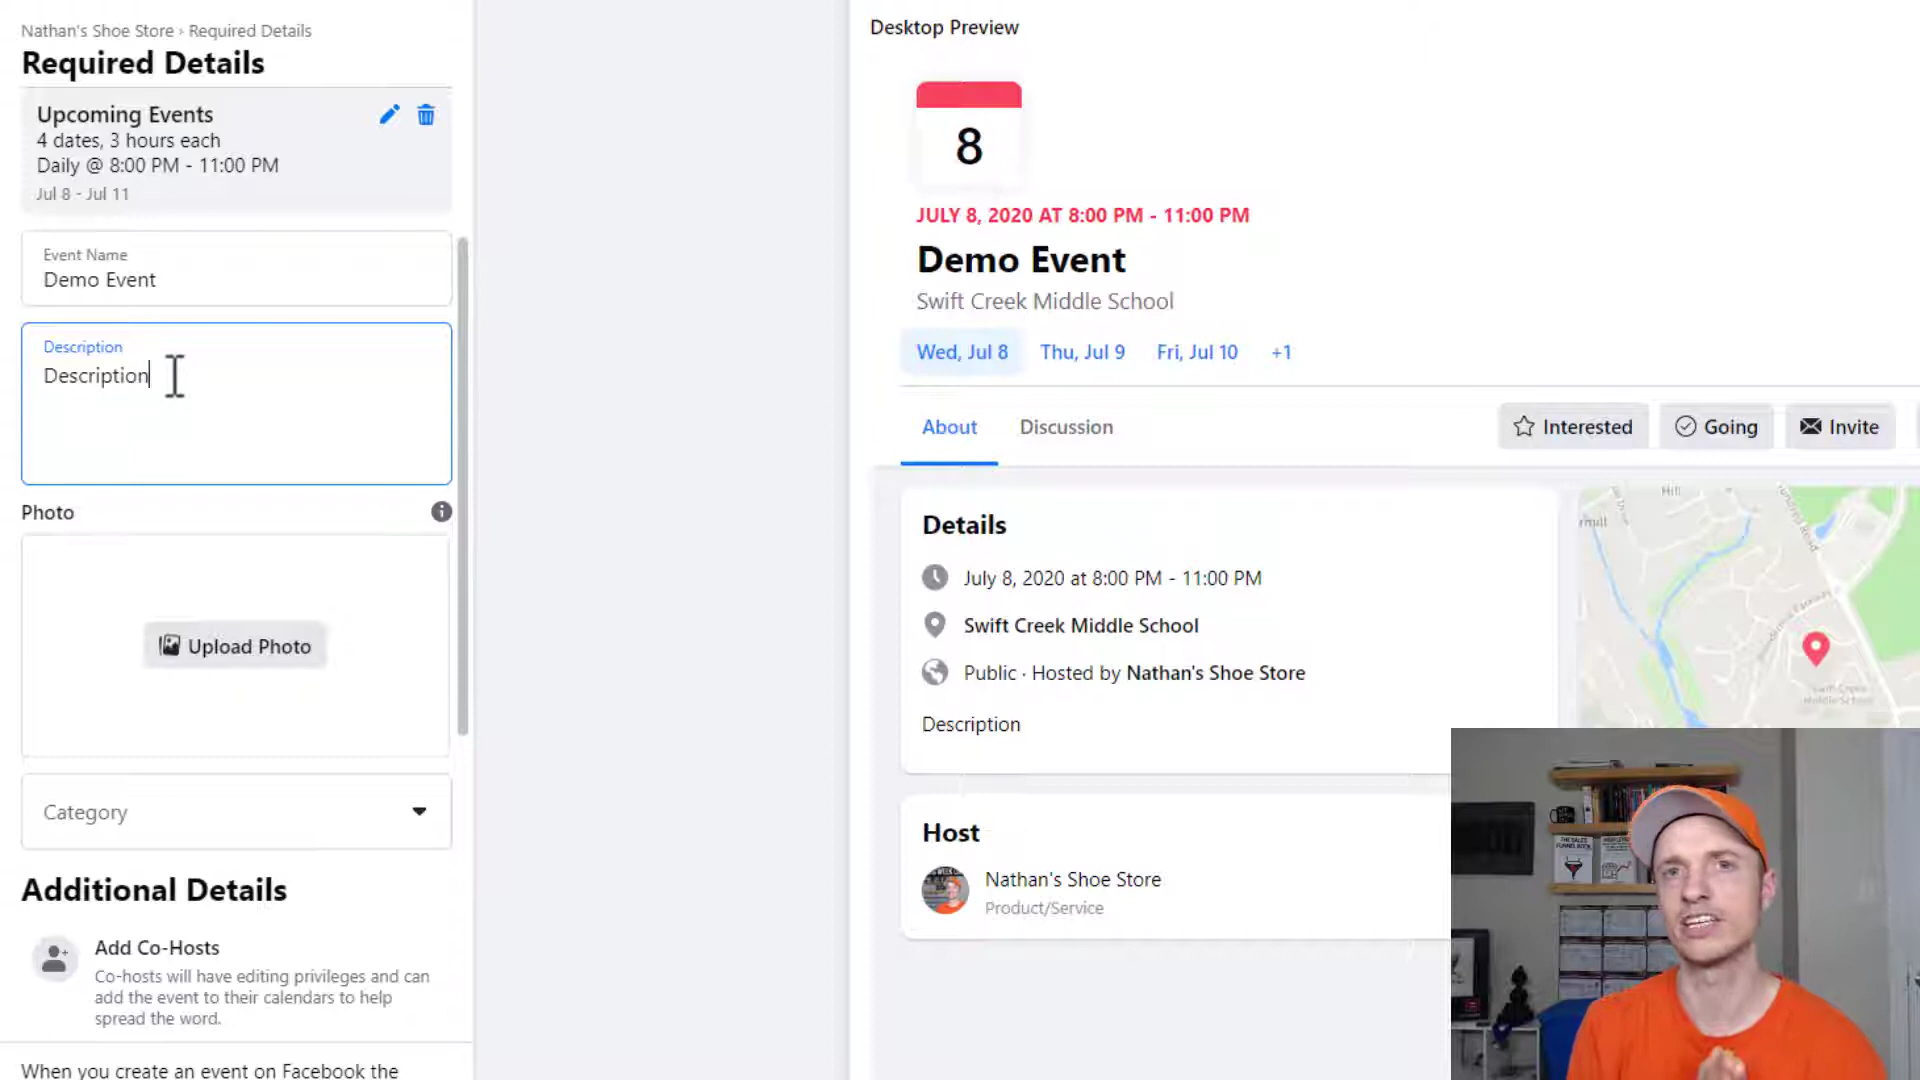 Nathan's Shoe Store › Required Details
Required Details
Upcoming Events
4 dates, 3 hours each
Daily @ 8:00 PM - 11:00 PM
Jul 8 - Jul 11
Event Name
Demo Event
Description
Description
Photo
Upload Photo
Category
Additional Details
Add Co-Hosts
Co-hosts will have editing privileges and can
add the event to their calendars to help
spread the word.
When you create an event on Facebook the
Desktop Preview
8
JULY 8, 2020 AT 8:00 PM - 11:00 PM
Demo Event
Swift Creek Middle School
Wed, Jul 8 Thu, Jul 9 Fri, Jul 10 +1
About Discussion Interested Going Invite
Details
July 8, 2020 at 8:00 PM - 11:00 PM
Swift Creek Middle School
Public · Hosted by Nathan's Shoe Store
Description
Hill
Swift Creek
Middle School
Host
Nathan's Shoe Store
Product/Service